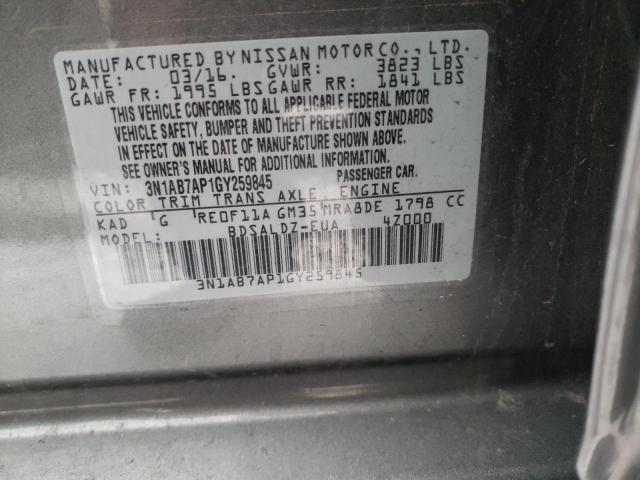 MANUFACTURED BY NISSAN MOTOR CO., LTD.
DATE: 03/16. GVWR: 3823 LBS
GAWR FR: 1995 LBS GAWR RR: 1841 LBS
THIS VEHICLE CONFORMS TO ALL APPLICABLE FEDERAL MOTOR
VEHICLE SAFETY, BUMPER AND THEFT PREVENTION STANDARDS
IN EFFECT ON THE DATE OF MANUFACTURE SHOWN ABOVE.
SEE OWNER'S MANUAL FOR ADDITIONAL INFORMATION.
VIN: 3N1AB7AP1GY259845 PASSENGER CAR.
COLOR TRIM TRANS AXLE, ENGINE
KAD G RE0F11A GM35 MRA8DE 1798 CC
MODEL: BDSALDZ-EUA 4Z000
3N1AB7AP1GY259845